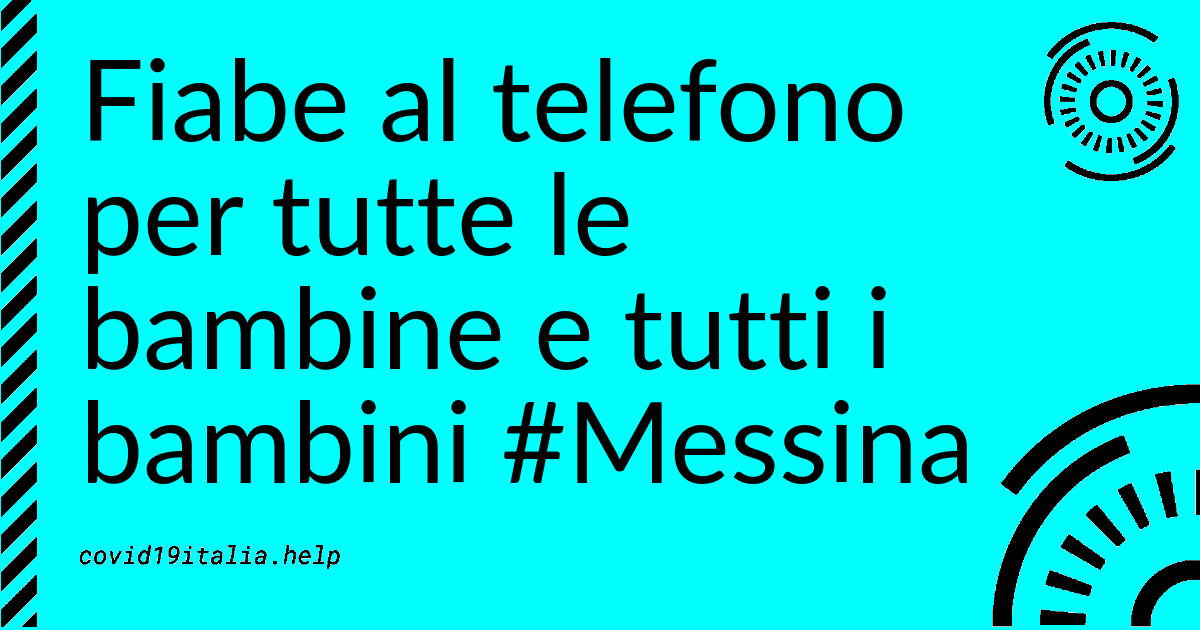 Fiabe al telefono
per tutte le
bambine e tutti i
bambini #Messina
covid19italia.help